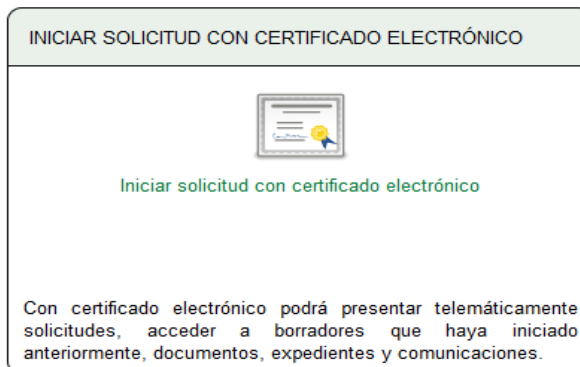 INICIAR SOLICITUD CON CERTIFICADO ELECTRÓNICO
Iniciar solicitud con certificado electrónico
Con certificado electrónico podrá presentar telemáticamente
solicitudes, acceder a borradores que haya iniciado
anteriormente, documentos, expedientes y comunicaciones.